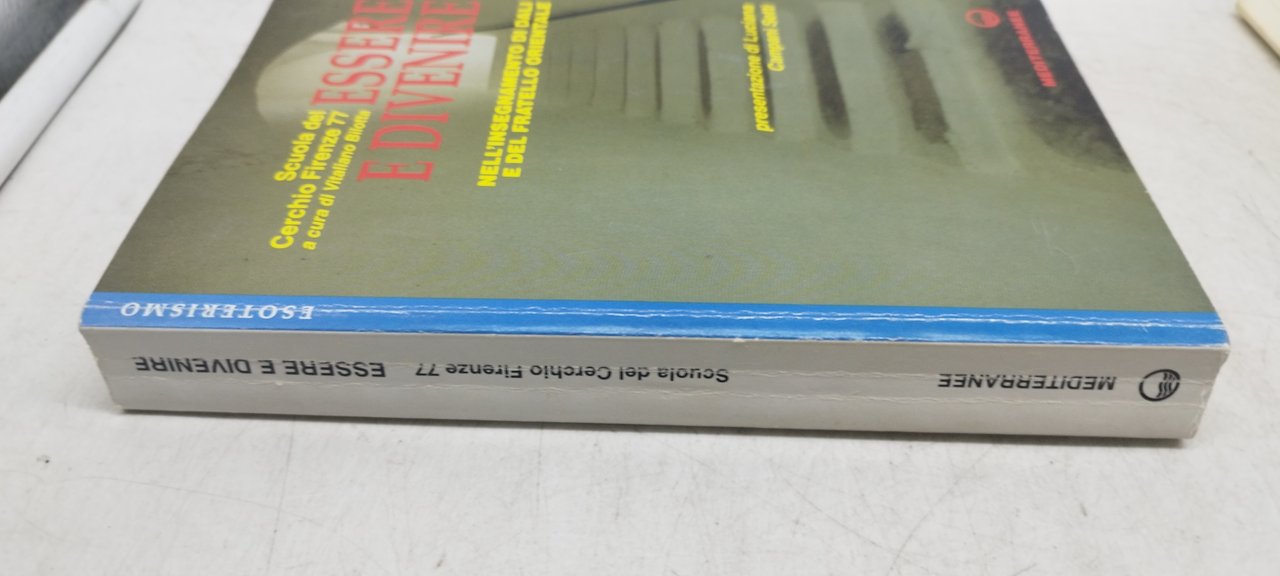 Scuola del
Cerchio Firenze 77
a cura di Vitaliano Bilotta
ESSERE
E DIVENIRE
NELL'INSEGNAMENTO DI DALI
E DEL FRATELLO ORIENTALE
presentazione di Luciana
Campani Setti
MEDITERRANEE
ESOTERISMO
ESSERE E DIVENIRE
Scuola del Cerchio Firenze 77
MEDITERRANEE